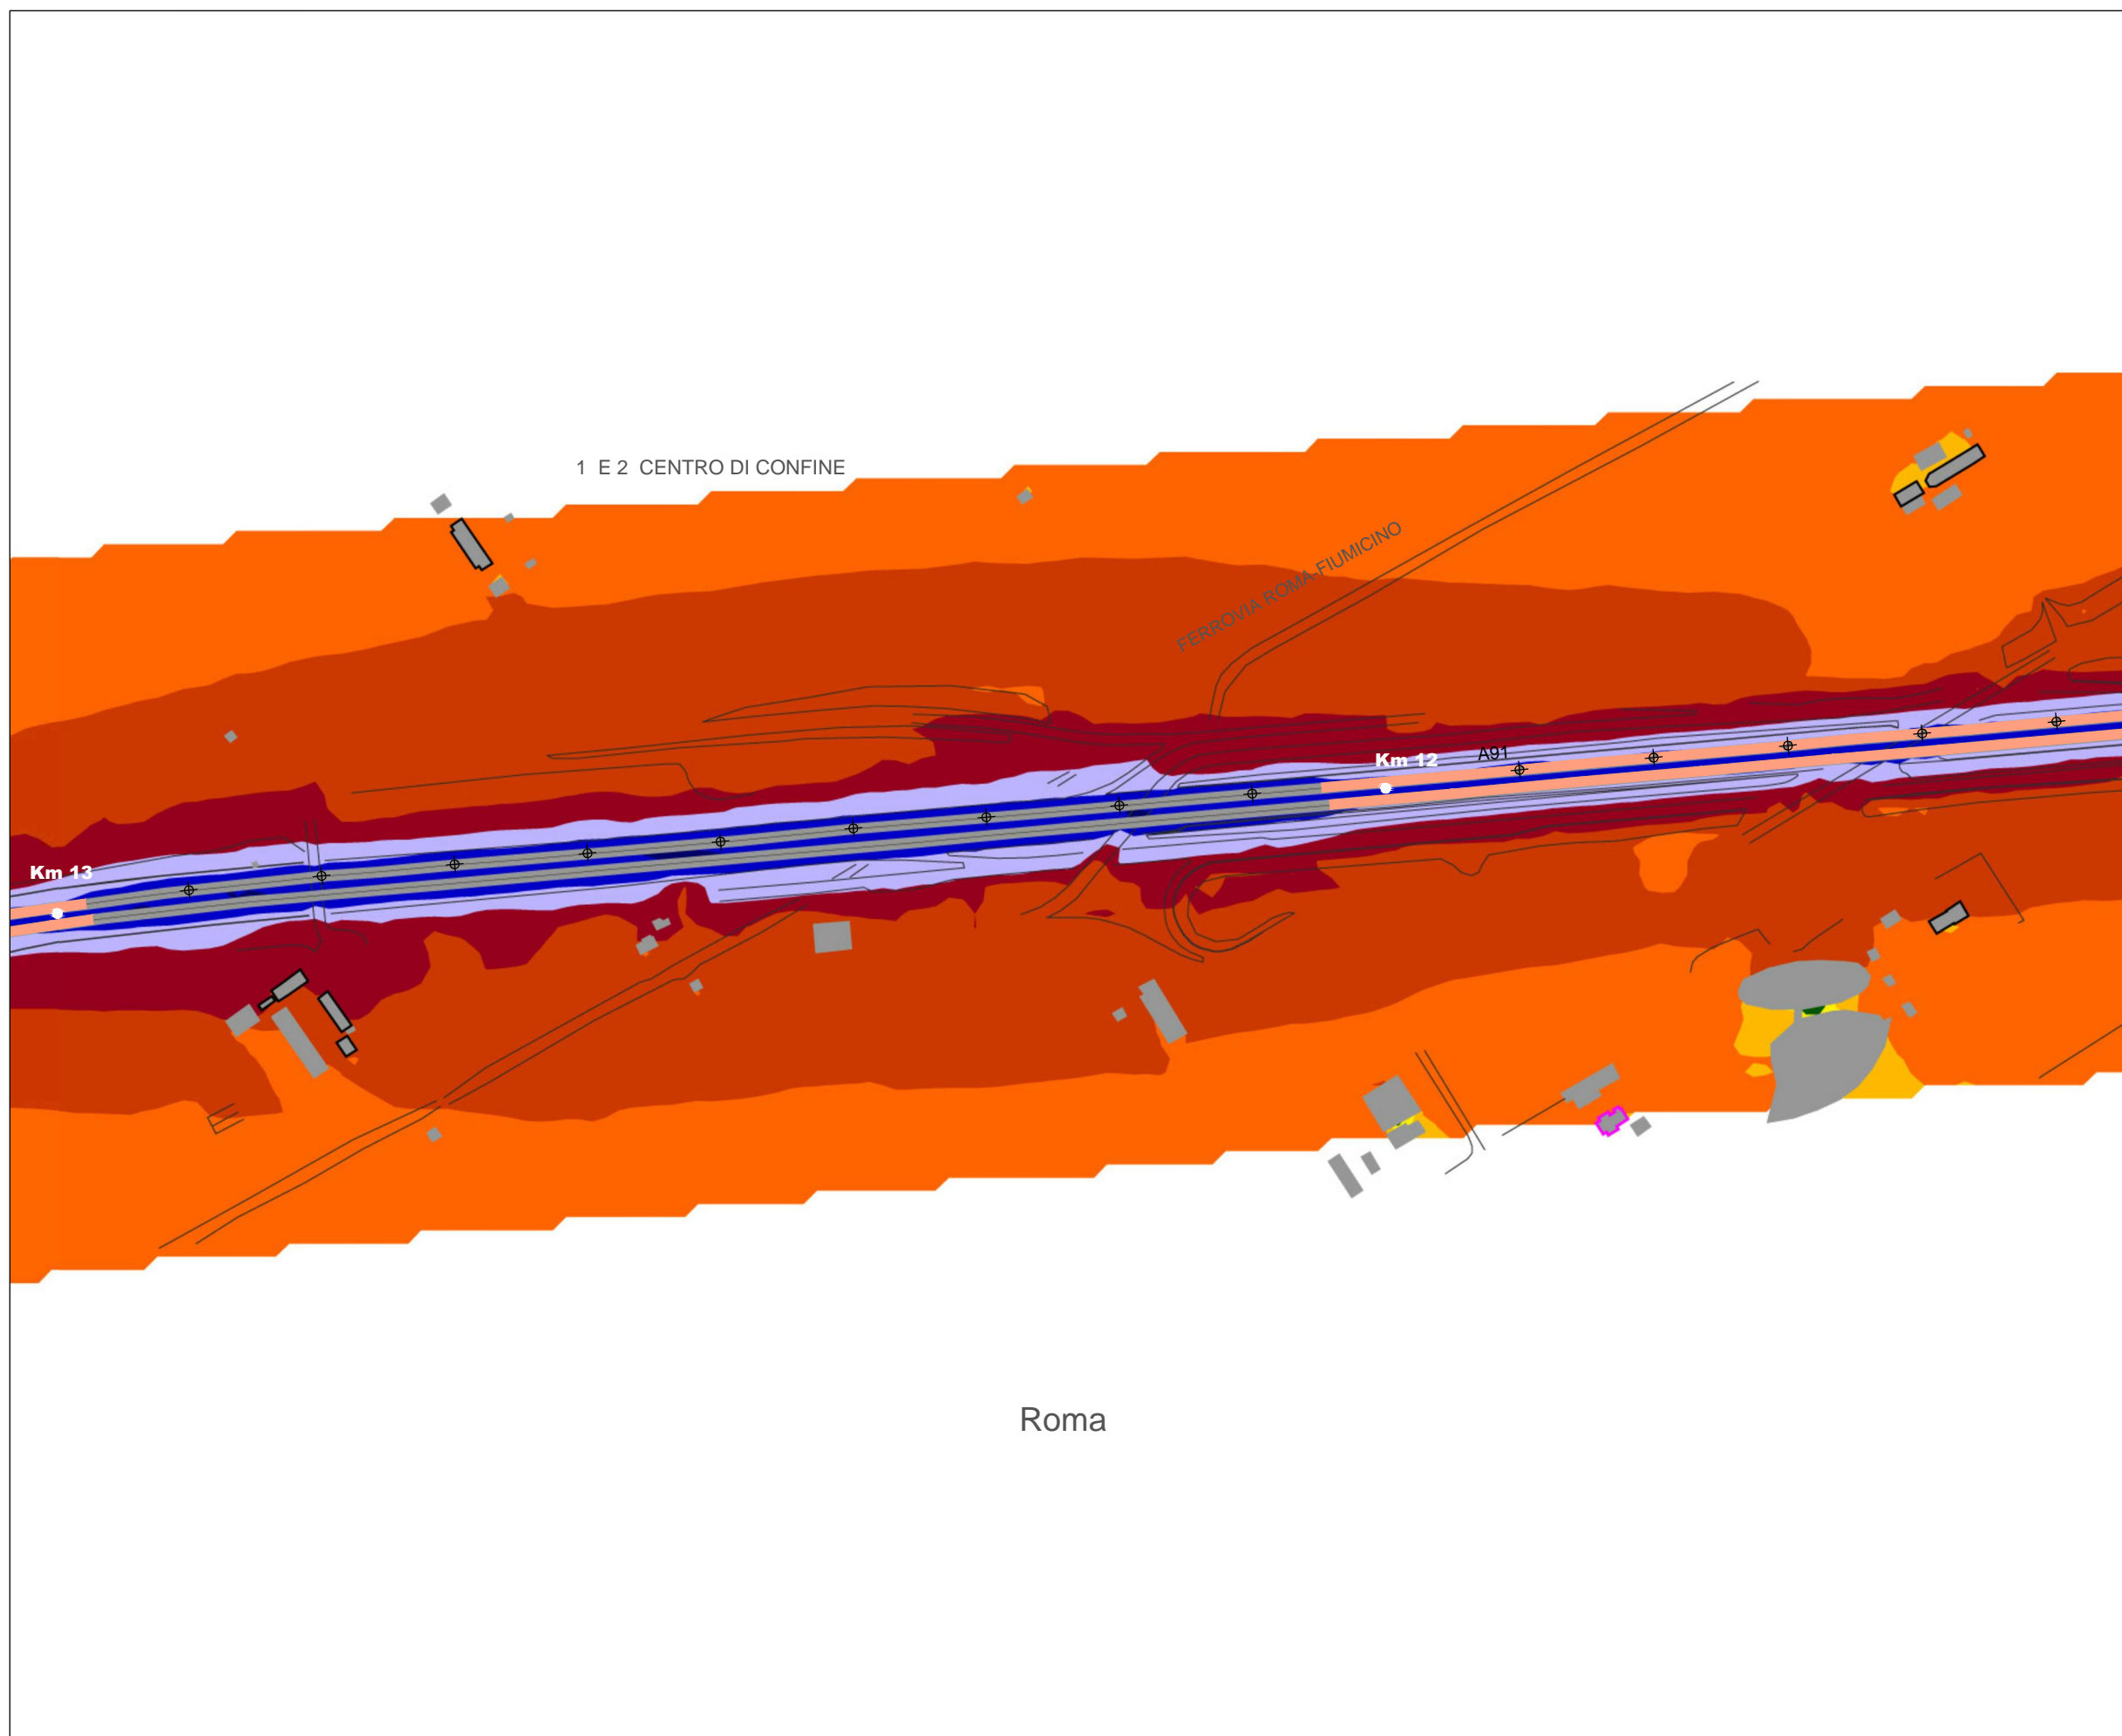 1 E 2 CENTRO DI CONFINE
FERROVIA ROMA-FIUMICINO
A91
Km 12
Km 13
Roma